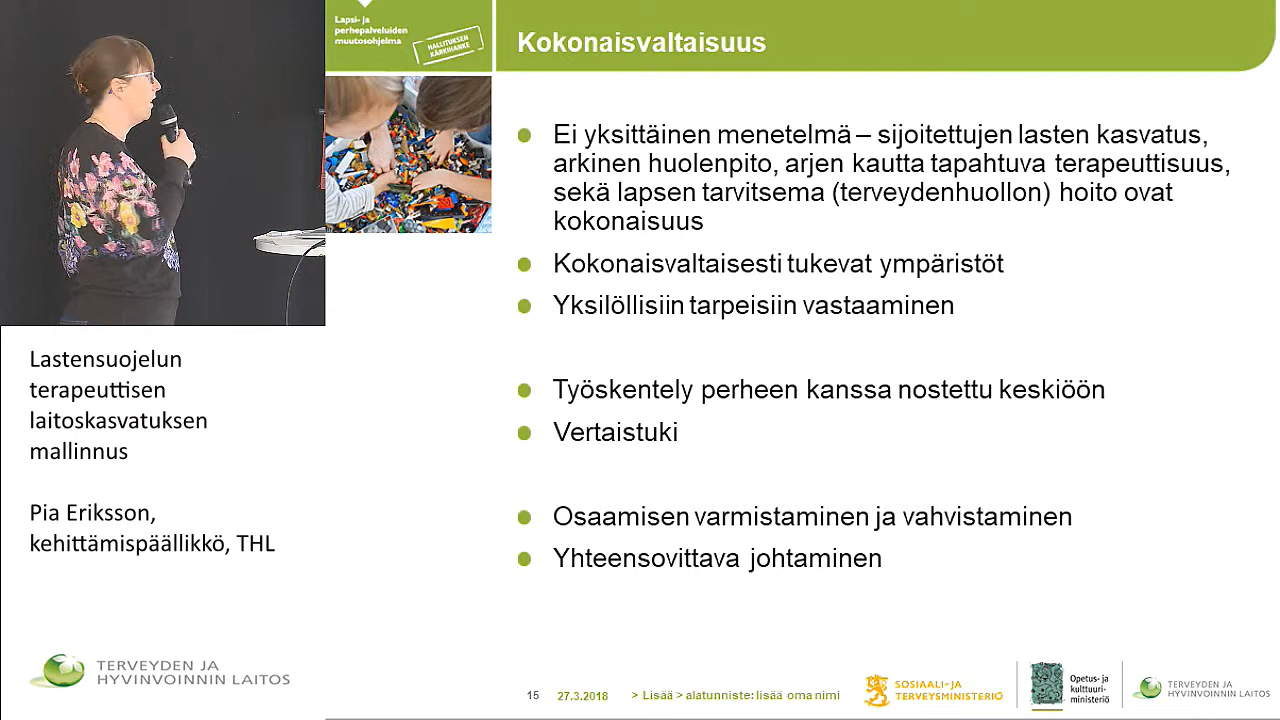 Lapsi- ja
perhepalveluiden
muutosohjelma
HALLITUKSEN
KÄRKIHANKE
Kokonaisvaltaisuus
Ei yksittäinen menetelmä – sijoitettujen lasten kasvatus,
arkinen huolenpito, arjen kautta tapahtuva terapeuttisuus,
sekä lapsen tarvitsema (terveydenhuollon) hoito ovat
kokonaisuus
Kokonaisvaltaisesti tukevat ympäristöt
Yksilöllisiin tarpeisiin vastaaminen
Työskentely perheen kanssa nostettu keskiöön
Vertaistuki
Osaamisen varmistaminen ja vahvistaminen
Yhteensovittava johtaminen
Lastensuojelun
terapeuttisen
laitoskasvatuksen
mallinnus
Pia Eriksson,
kehittämispäällikkö, THL
TERVEYDEN JA
HYVINVOINNIN LAITOS
15 27.3.2018 > Lisää > alatunniste: lisää oma nimi
SOSIAALI- JA
TERVEYSMINISTERIÖ
Opetus- ja
kulttuuri-
ministeriö
TERVEYDEN JA
HYVINVOINNIN LAITOS